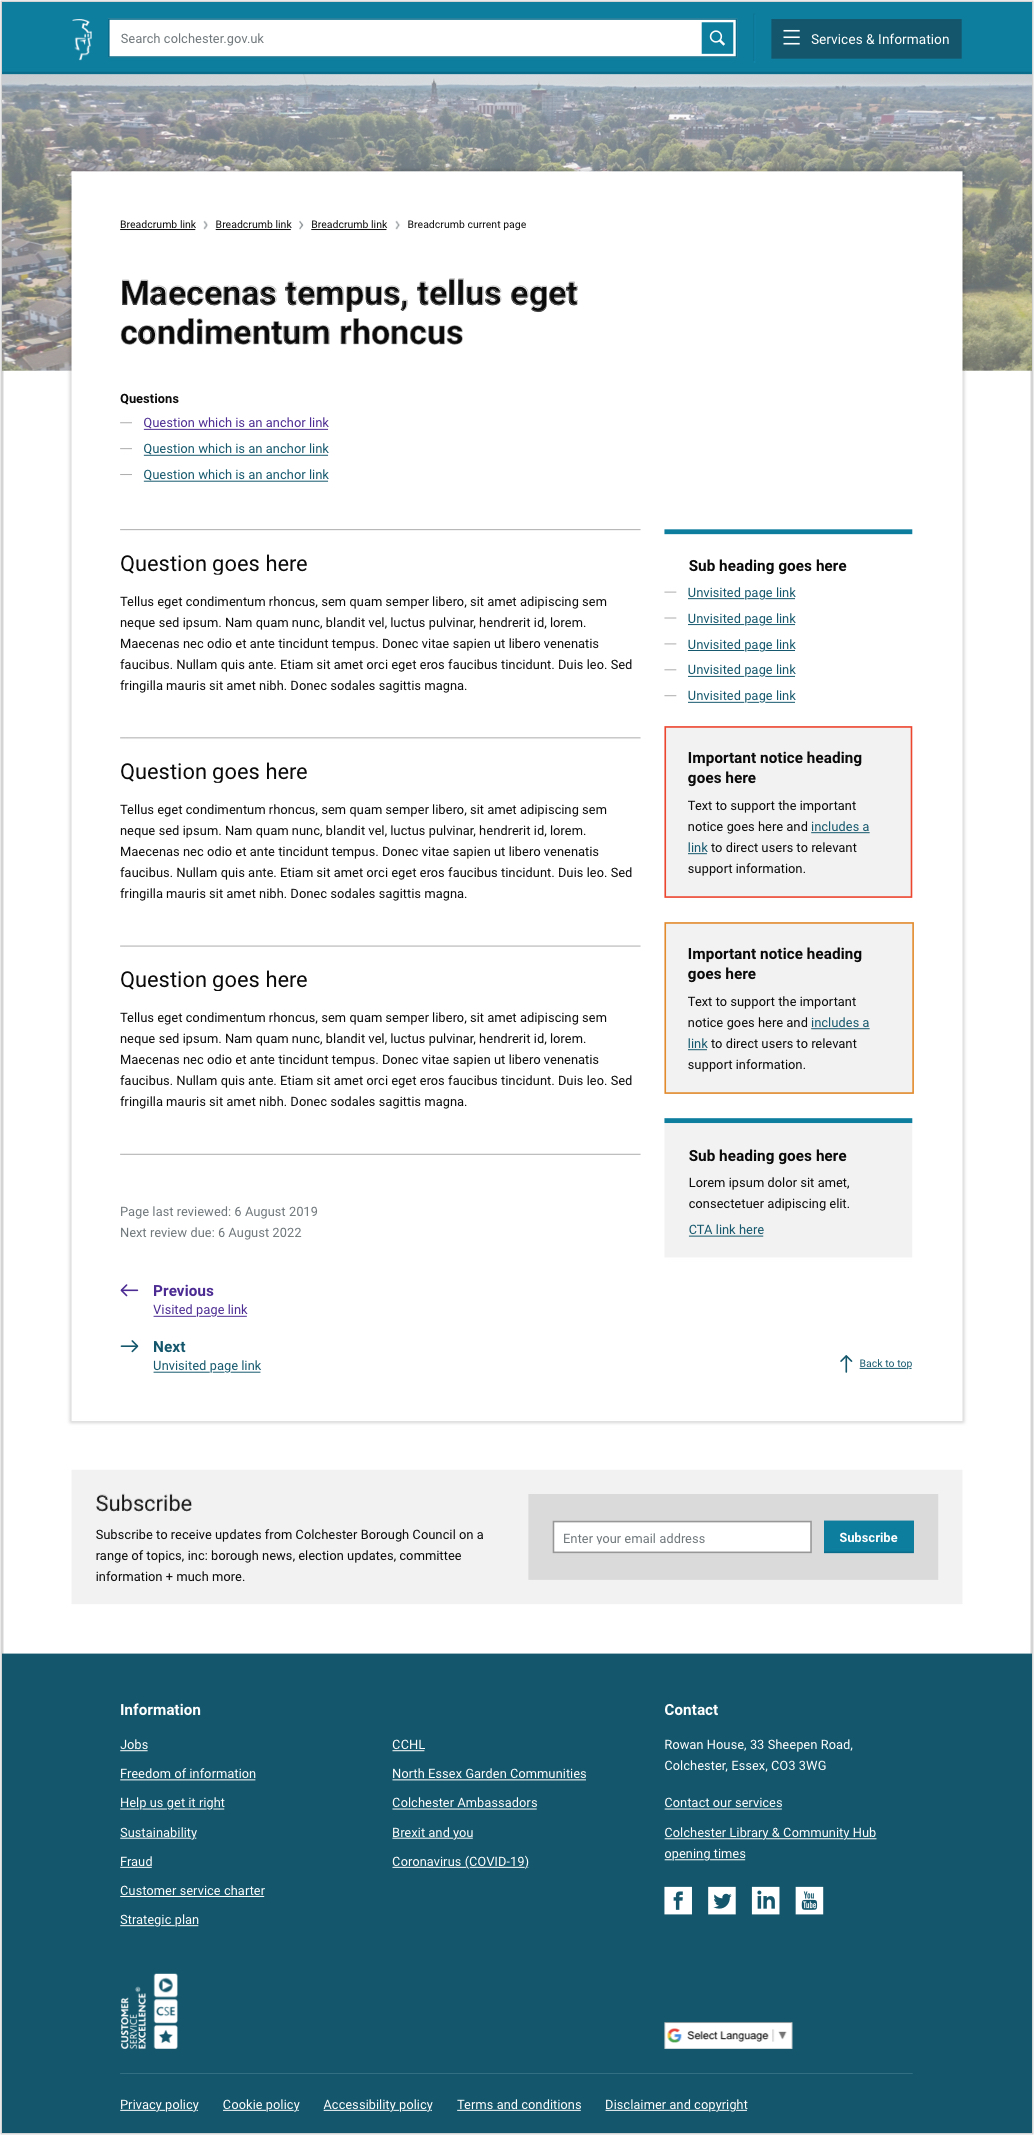 Search colchester.gov.uk
Services & Information
Breadcrumb link Breadcrumb link Breadcrumb link Breadcrumb current page
Maecenas tempus, tellus eget
condimentum rhoncus
Questions
Question which is an anchor link
Question which is an anchor link
Question which is an anchor link
Question goes here
Tellus eget condimentum rhoncus, sem quam semper libero, sit amet adipiscing sem
neque sed ipsum. Nam quam nunc, blandit vel, luctus pulvinar, hendrerit id, lorem.
Maecenas nec odio et ante tincidunt tempus. Donec vitae sapien ut libero venenatis
faucibus. Nullam quis ante. Etiam sit amet orci eget eros faucibus tincidunt. Duis leo. Sed
fringilla mauris sit amet nibh. Donec sodales sagittis magna.
Question goes here
Tellus eget condimentum rhoncus, sem quam semper libero, sit amet adipiscing sem
neque sed ipsum. Nam quam nunc, blandit vel, luctus pulvinar, hendrerit id, lorem.
Maecenas nec odio et ante tincidunt tempus. Donec vitae sapien ut libero venenatis
faucibus. Nullam quis ante. Etiam sit amet orci eget eros faucibus tincidunt. Duis leo. Sed
fringilla mauris sit amet nibh. Donec sodales sagittis magna.
Question goes here
Tellus eget condimentum rhoncus, sem quam semper libero, sit amet adipiscing sem
neque sed ipsum. Nam quam nunc, blandit vel, luctus pulvinar, hendrerit id, lorem.
Maecenas nec odio et ante tincidunt tempus. Donec vitae sapien ut libero venenatis
faucibus. Nullam quis ante. Etiam sit amet orci eget eros faucibus tincidunt. Duis leo. Sed
fringilla mauris sit amet nibh. Donec sodales sagittis magna.
Page last reviewed: 6 August 2019
Next review due: 6 August 2022
Previous
Visited page link
Next
Unvisited page link
Sub heading goes here
Unvisited page link
Unvisited page link
Unvisited page link
Unvisited page link
Unvisited page link
Important notice heading
goes here
Text to support the important
notice goes here and includes a
link to direct users to relevant
support information.
Important notice heading
goes here
Text to support the important
notice goes here and includes a
link to direct users to relevant
support information.
Sub heading goes here
Lorem ipsum dolor sit amet,
consectetuer adipiscing elit.
CTA link here
Back to top
Subscribe
Subscribe to receive updates from Colchester Borough Council on a
range of topics, inc: borough news, election updates, committee
information + much more.
Enter your email address
Subscribe
Information
Jobs
Freedom of information
Help us get it right
Sustainability
Fraud
Customer service charter
Strategic plan
CCHL
North Essex Garden Communities
Colchester Ambassadors
Brexit and you
Coronavirus (COVID-19)
Contact
Rowan House, 33 Sheepen Road,
Colchester, Essex, CO3 3WG
Contact our services
Colchester Library & Community Hub
opening times
f
in
You
Tube
CUSTOMER
SERVICE
EXCELLENCE®
CSE
G Select Language ▼
Privacy policy Cookie policy Accessibility policy Terms and conditions Disclaimer and copyright